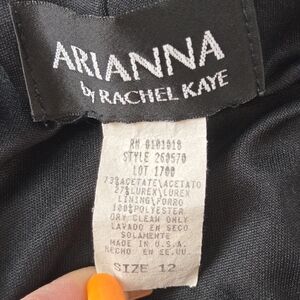 ARIANNA
by RACHEL KAYE
RN 0101018
STYLE 260570
LOT 1700
73%ACETATE/ACETATO
27%LUREX/LUREX
LINING/FORRO
100%POLYESTER
DRY CLEAN ONLY
LAVADO EN SECO
SOLAMENTE
MADE IN U.S.A.
HECHO EN EE.UU.
SIZE 12